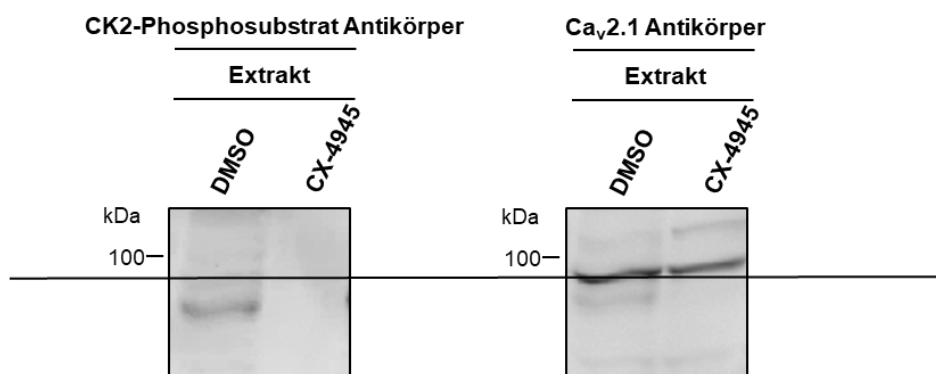 CK2-Phosphosubstrat Antikörper
Extrakt
DMSO
CX-4945
kDa
100
Caᵥ2.1 Antikörper
Extrakt
DMSO
CX-4945
kDa
100